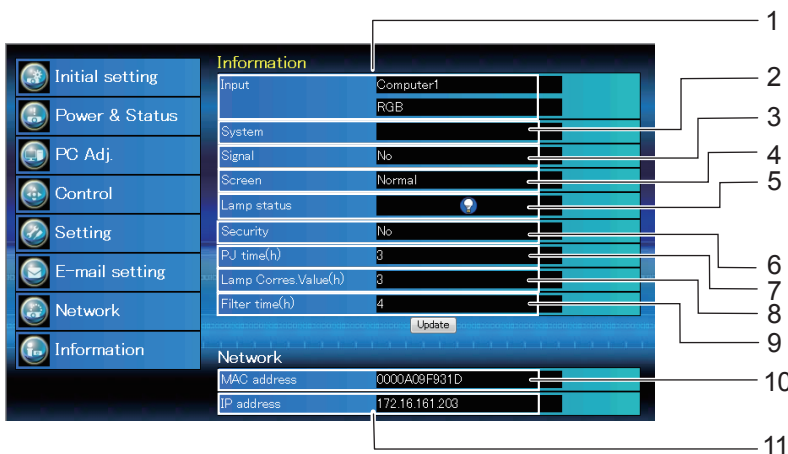 Initial setting
Power & Status
PC Adj.
Control
Setting
E-mail setting
Network
Information
Information
Input Computer1
RGB
System
Signal No
Screen Normal
Lamp status
Security No
PJ time(h) 3
Lamp Corres.Value(h) 3
Filter time(h) 4
Update
Network
MAC address 0000A09F931D
IP address 172.16.161.203
1
2
3
4
5
6
7
8
9
10
11